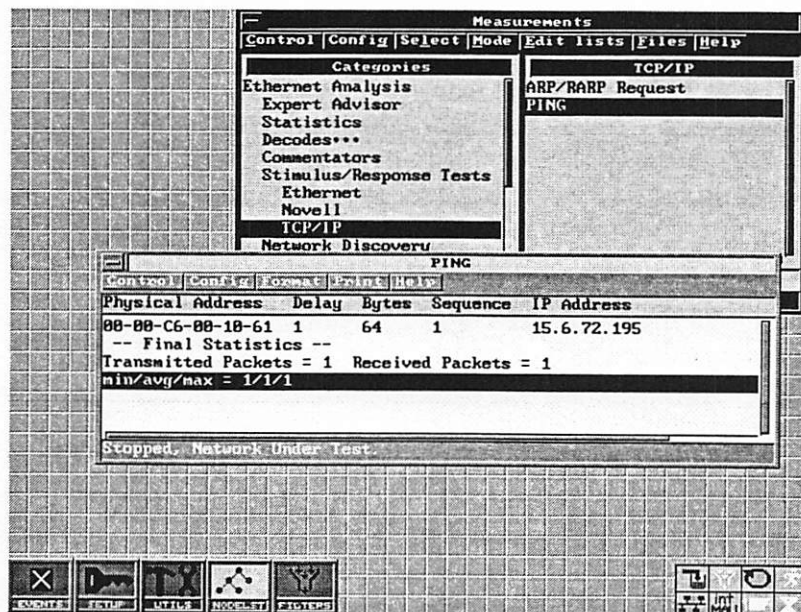 Measurements
Control Config Select Mode Edit lists Files Help
Categories
Ethernet Analysis
Expert Advisor
Statistics
Decodes•••
Commentators
Stimulus/Response Tests
Ethernet
Novell
TCP/IP
Network Discovery
TCP/IP
ARP/RARP Request
PING
PING
Control Config Format Print Help
Physical Address Delay Bytes Sequence IP Address
00-00-C6-00-10-61 1 64 1 15.6.72.195
-- Final Statistics --
Transmitted Packets = 1 Received Packets = 1
min/avg/max = 1/1/1
Stopped, Network Under Test.
EVENTS SETUP UTILS NODELST FILTERS
int